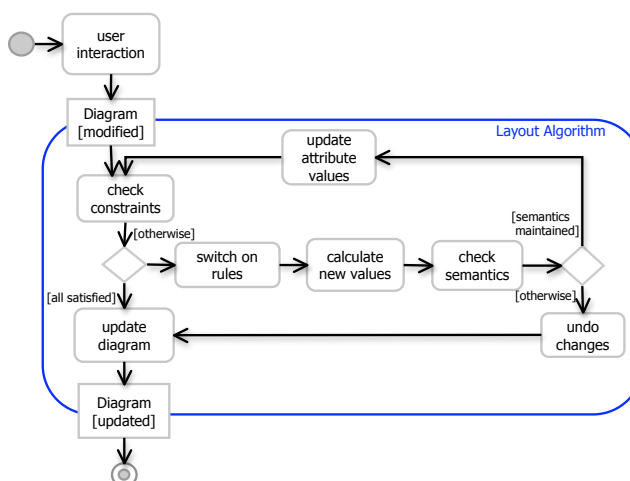 user
interaction
Diagram
[modified]
Layout Algorithm
update
attribute
values
check
constraints
[semantics
maintained]
[otherwise]
switch on
rules
calculate
new values
check
semantics
[all satisfied]
[otherwise]
update
diagram
undo
changes
Diagram
[updated]